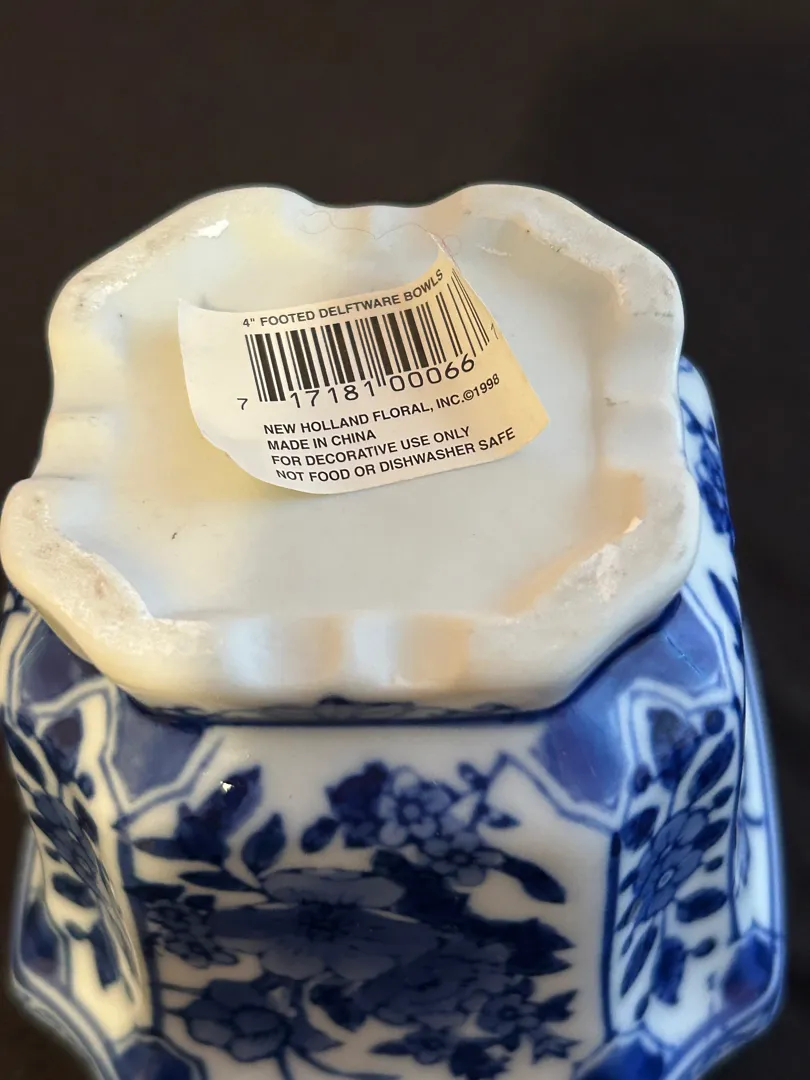 4" FOOTED DELFTWARE BOWLS
7 17181 00066 1
NEW HOLLAND FLORAL, INC.©1998
MADE IN CHINA
FOR DECORATIVE USE ONLY
NOT FOOD OR DISHWASHER SAFE